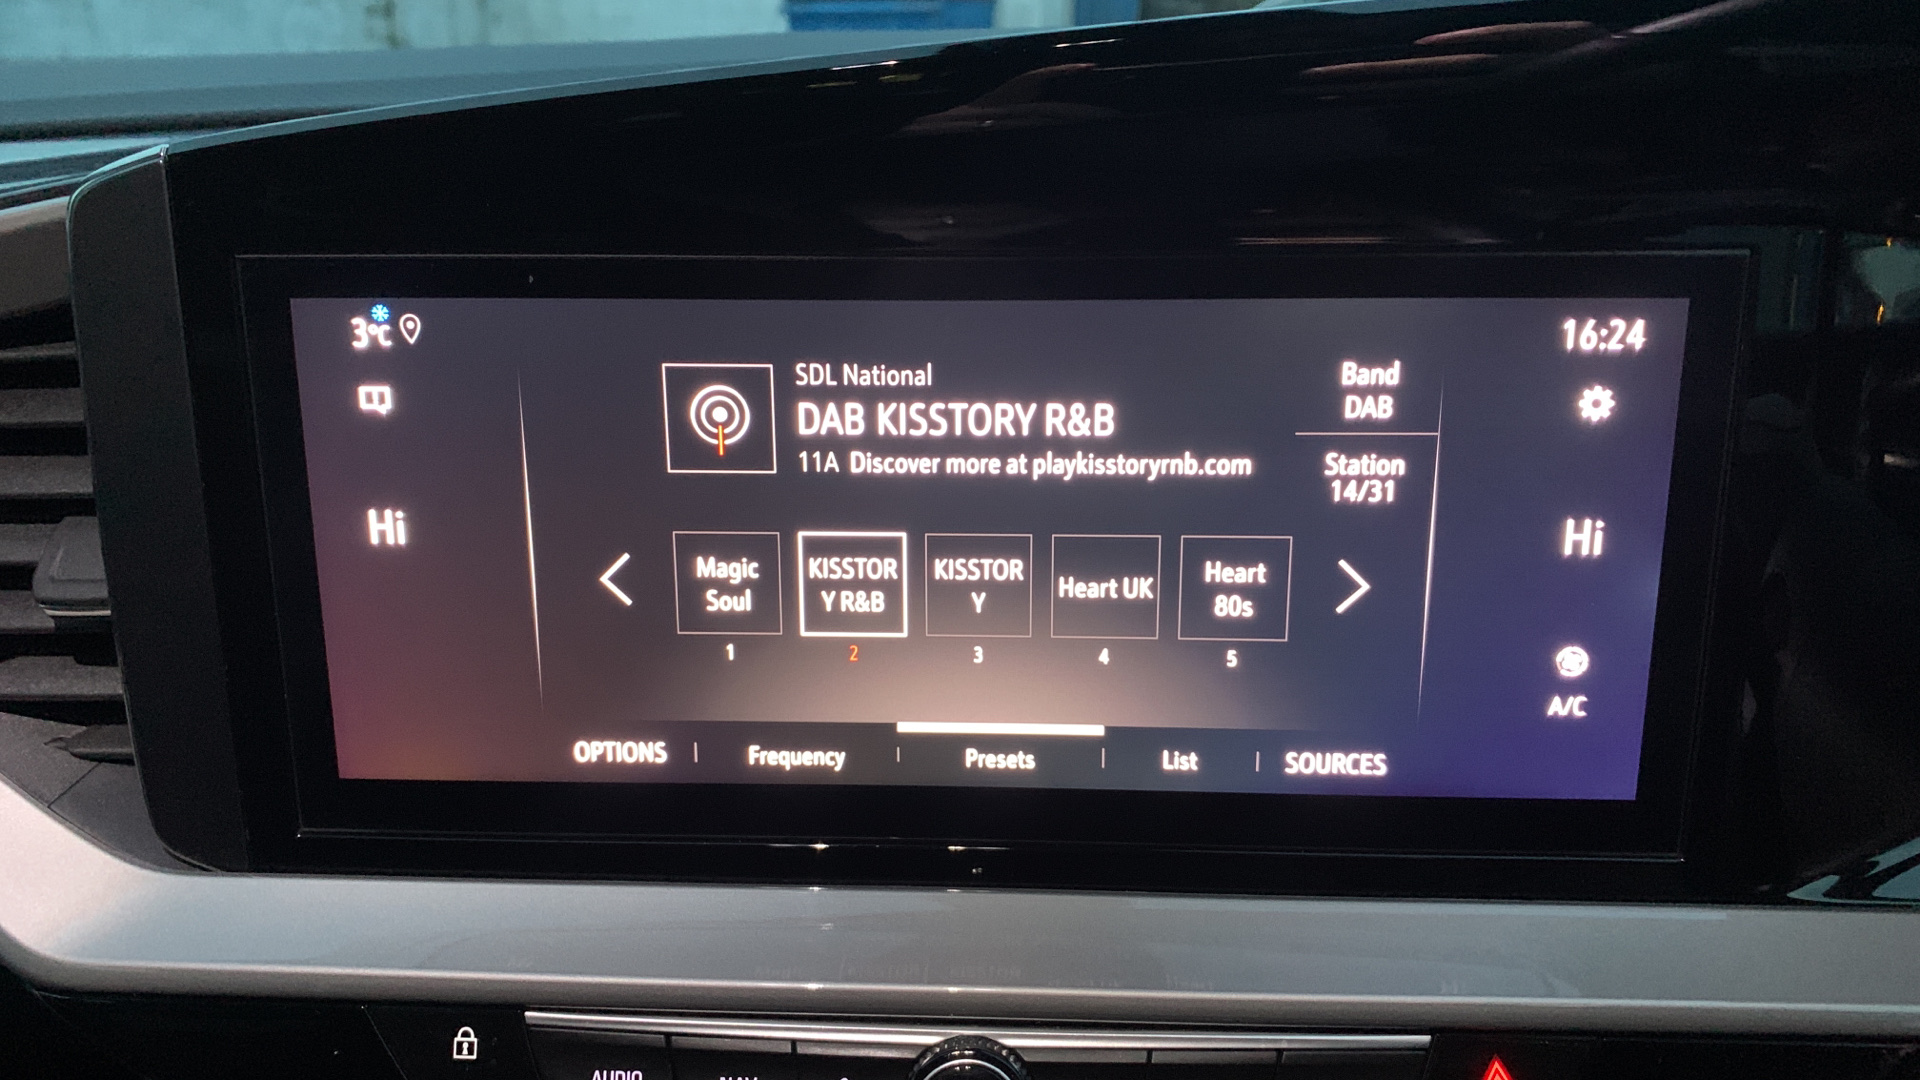 3°C
16:24
SDL National
DAB KISSTORY R&B
11A Discover more at playkisstoryrnb.com
Band
DAB
Station
14/31
Hi
Hi
Magic
Soul
KISSTOR
Y R&B
KISSTOR
Y
Heart UK
Heart
80s
1
2
3
4
5
A/C
OPTIONS
Frequency
Presets
List
SOURCES
AUDIO
NAV